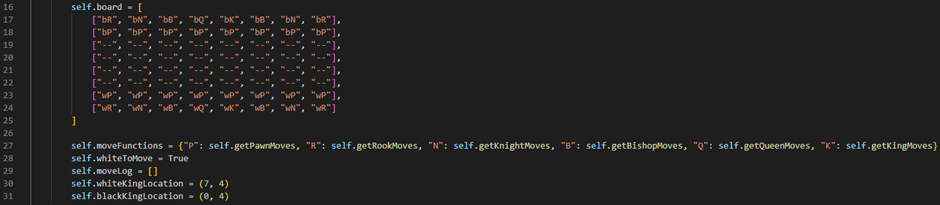 16 self.board = [
17 ["bR", "bN", "bB", "bQ", "bK", "bB", "bN", "bR"],
18 ["bP", "bP", "bP", "bP", "bP", "bP", "bP", "bP"],
19 ["--", "--", "--", "--", "--", "--", "--", "--"],
20 ["--", "--", "--", "--", "--", "--", "--", "--"],
21 ["--", "--", "--", "--", "--", "--", "--", "--"],
22 ["--", "--", "--", "--", "--", "--", "--", "--"],
23 ["wP", "wP", "wP", "wP", "wP", "wP", "wP", "wP"],
24 ["wR", "wN", "wB", "wQ", "wK", "wB", "wN", "wR"]
25 ]
26
27 self.moveFunctions = {"P": self.getPawnMoves, "R": self.getRookMoves, "N": self.getKnightMoves, "B": self.getBishopMoves, "Q": self.getQueenMoves, "K": self.getKingMoves}
28 self.whiteToMove = True
29 self.moveLog = []
30 self.whiteKingLocation = (7, 4)
31 self.blackKingLocation = (0, 4)